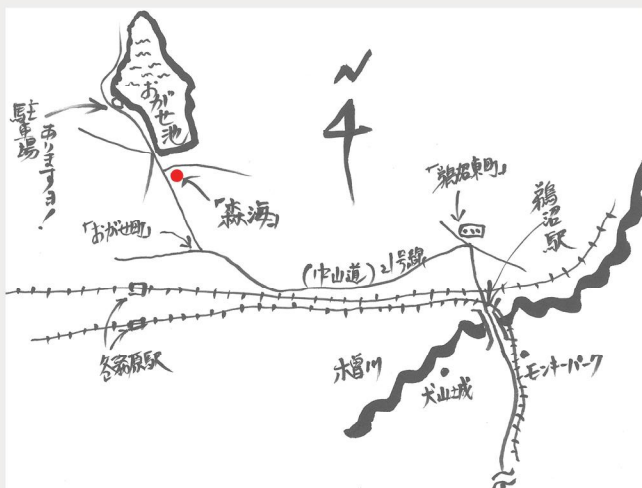 おがせ池
N
駐車場
ありますヨ!
「森海」
「おがせ町」
「鵜沼東町」
鵜沼駅
(中山道)21号線
各務原駅
木曽川
犬山城
モンキーパーク